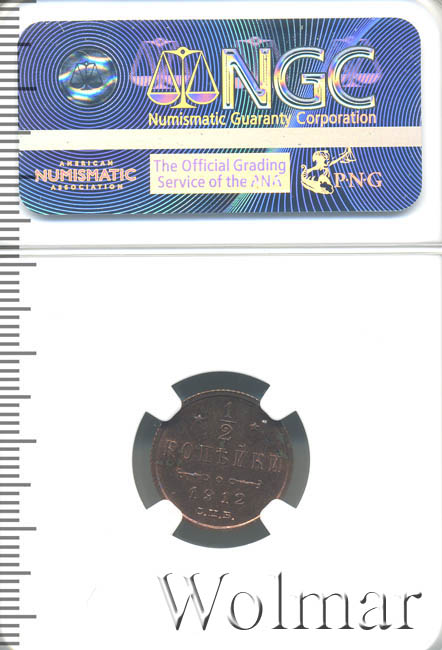 NGC
Numismatic Guaranty Corporation
AMERICAN
NUMISMATIC
ASSOCIATION
The Official Grading
Service of the ANA
PNG
1/2
КОПѢЙКИ
1912
С.П.Б.
Wolmar